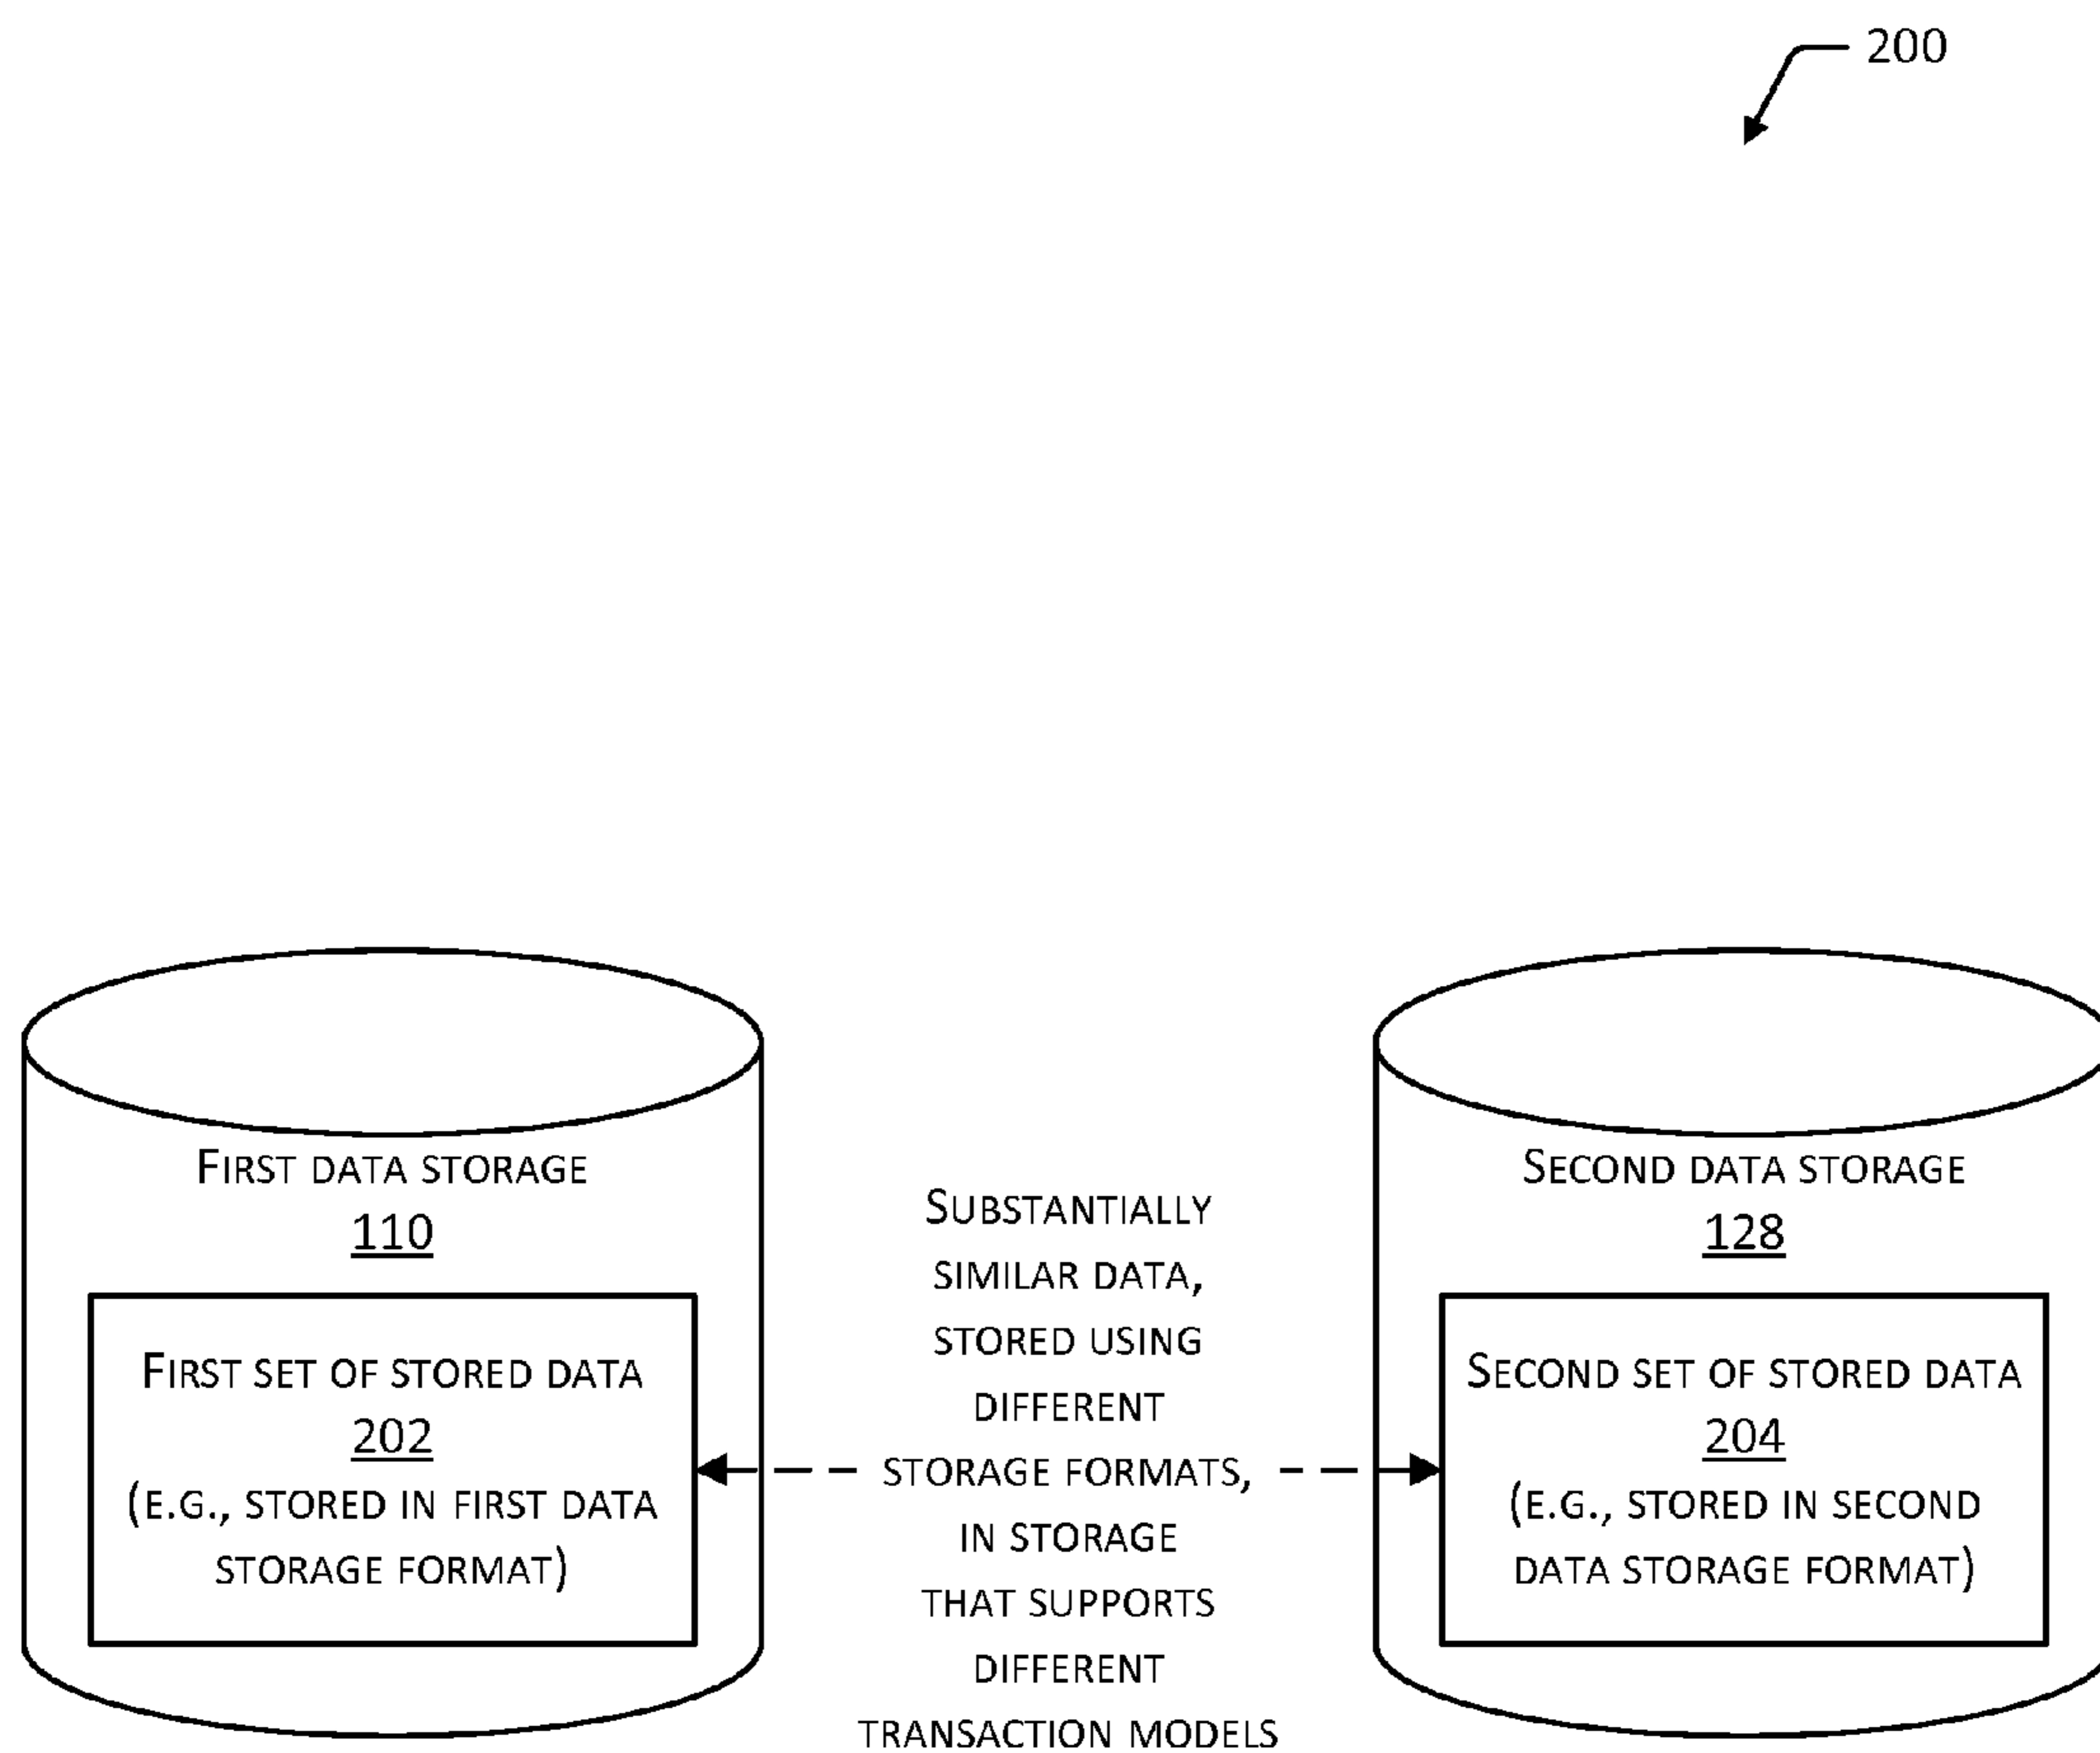 200
FIRST DATA STORAGE
110
FIRST SET OF STORED DATA
202
(E.G., STORED IN FIRST DATA
STORAGE FORMAT)
SUBSTANTIALLY
SIMILAR DATA,
STORED USING
DIFFERENT
STORAGE FORMATS,
IN STORAGE
THAT SUPPORTS
DIFFERENT
TRANSACTION MODELS
SECOND DATA STORAGE
128
SECOND SET OF STORED DATA
204
(E.G., STORED IN SECOND
DATA STORAGE FORMAT)